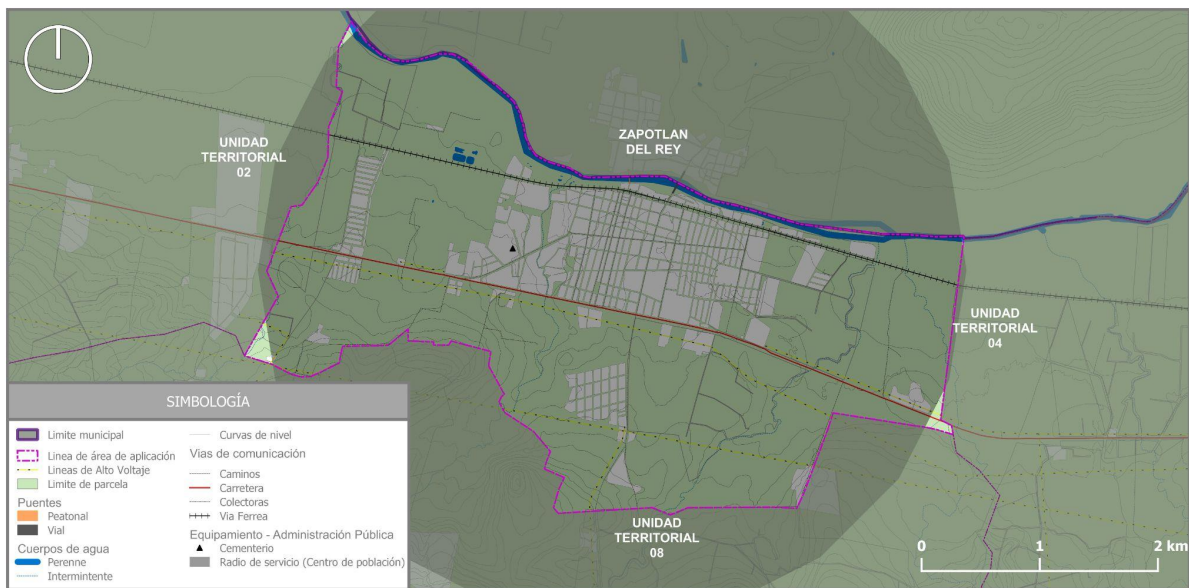 ZAPOTLAN
DEL REY
UNIDAD
TERRITORIAL
02
UNIDAD
TERRITORIAL
04
UNIDAD
TERRITORIAL
08
0
1
2 km
SIMBOLOGÍA
Limite municipal
Linea de área de aplicación
Lineas de Alto Voltaje
Limite de parcela
Puentes
Peatonal
Vial
Cuerpos de agua
Perenne
Intermintente
Curvas de nivel
Vias de comunicación
Caminos
Carretera
Colectoras
Via Ferrea
Equipamiento - Administración Pública
Cementerio
Radio de servicio (Centro de población)